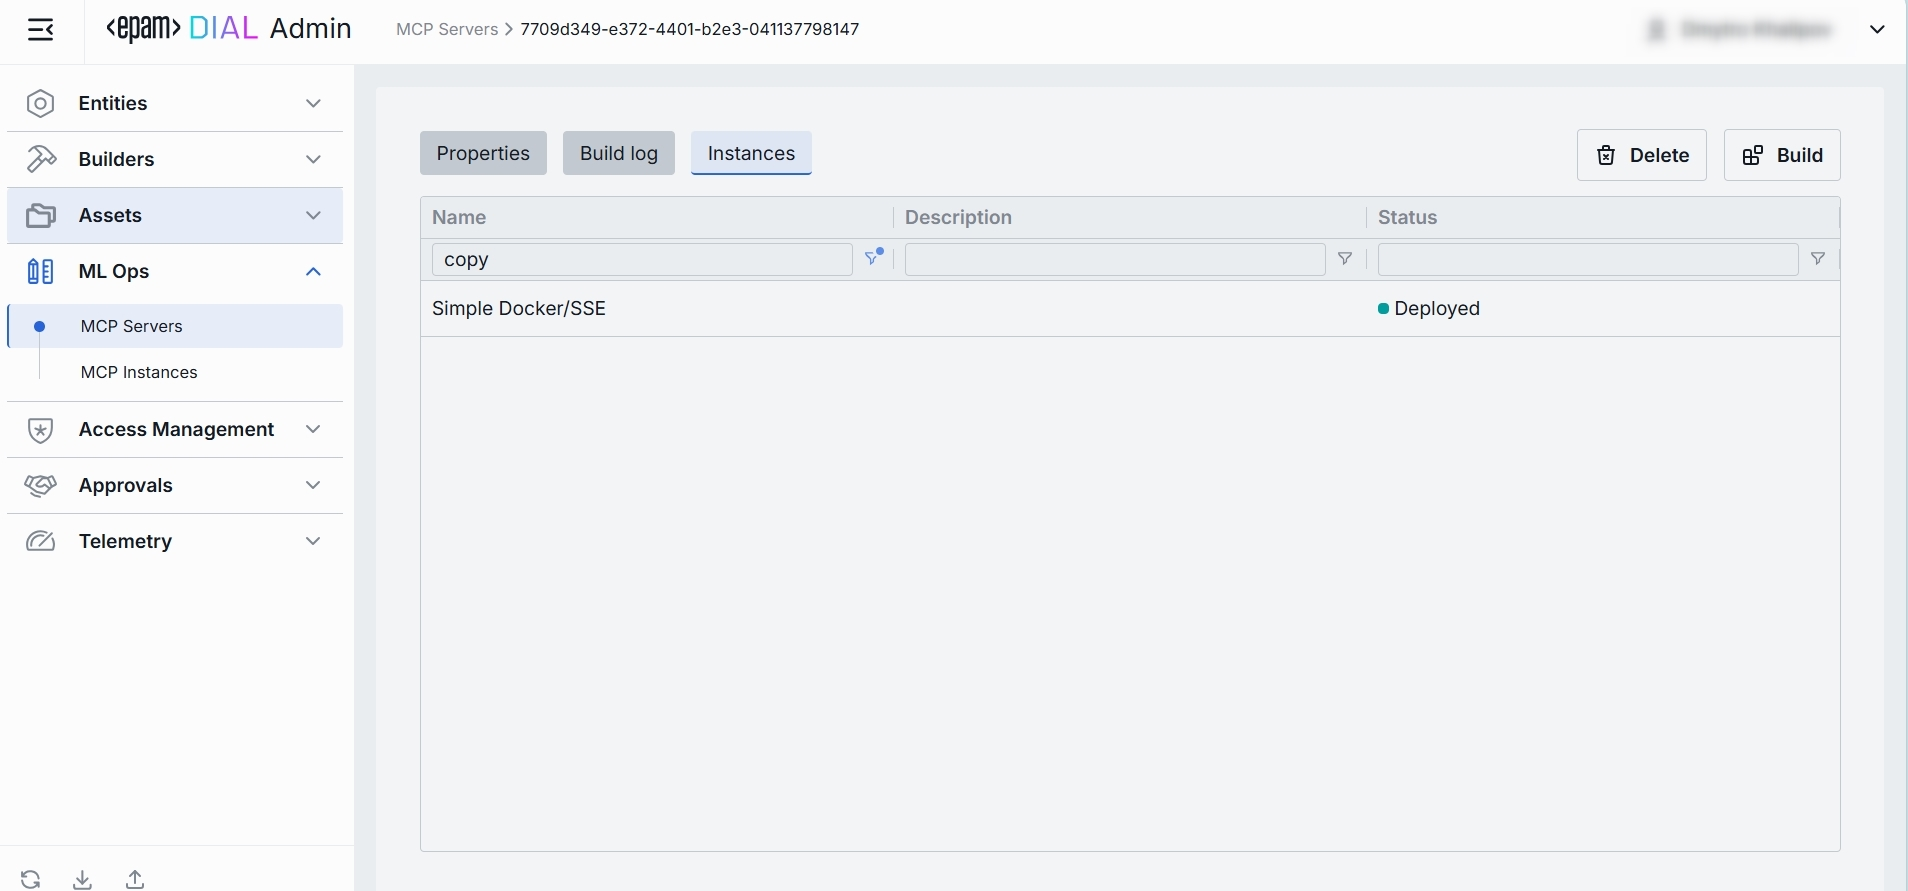 <epam> DIAL Admin
MCP Servers > 7709d349-e372-4401-b2e3-041137798147
Entities
Builders
Assets
ML Ops
MCP Servers
MCP Instances
Access Management
Approvals
Telemetry
Properties
Build log
Instances
Delete
Build
Name
Description
Status
copy
Simple Docker/SSE
Deployed